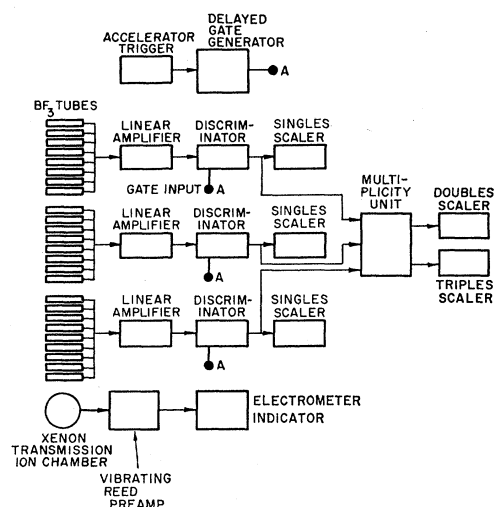 DELAYED
GATE
GENERATOR
ACCELERATOR
TRIGGER
A
BF3 TUBES
LINEAR
AMPLIFIER
DISCRIM-
INATOR
SINGLES
SCALER
GATE INPUT
A
MULTI-
PLICITY
UNIT
DOUBLES
SCALER
LINEAR
AMPLIFIER
DISCRIM-
INATOR
SINGLES
SCALER
A
TRIPLES
SCALER
LINEAR
AMPLIFIER
DISCRIM-
INATOR
SINGLES
SCALER
A
ELECTROMETER
INDICATOR
XENON
TRANSMISSION
ION CHAMBER
VIBRATING
REED
PREAMP